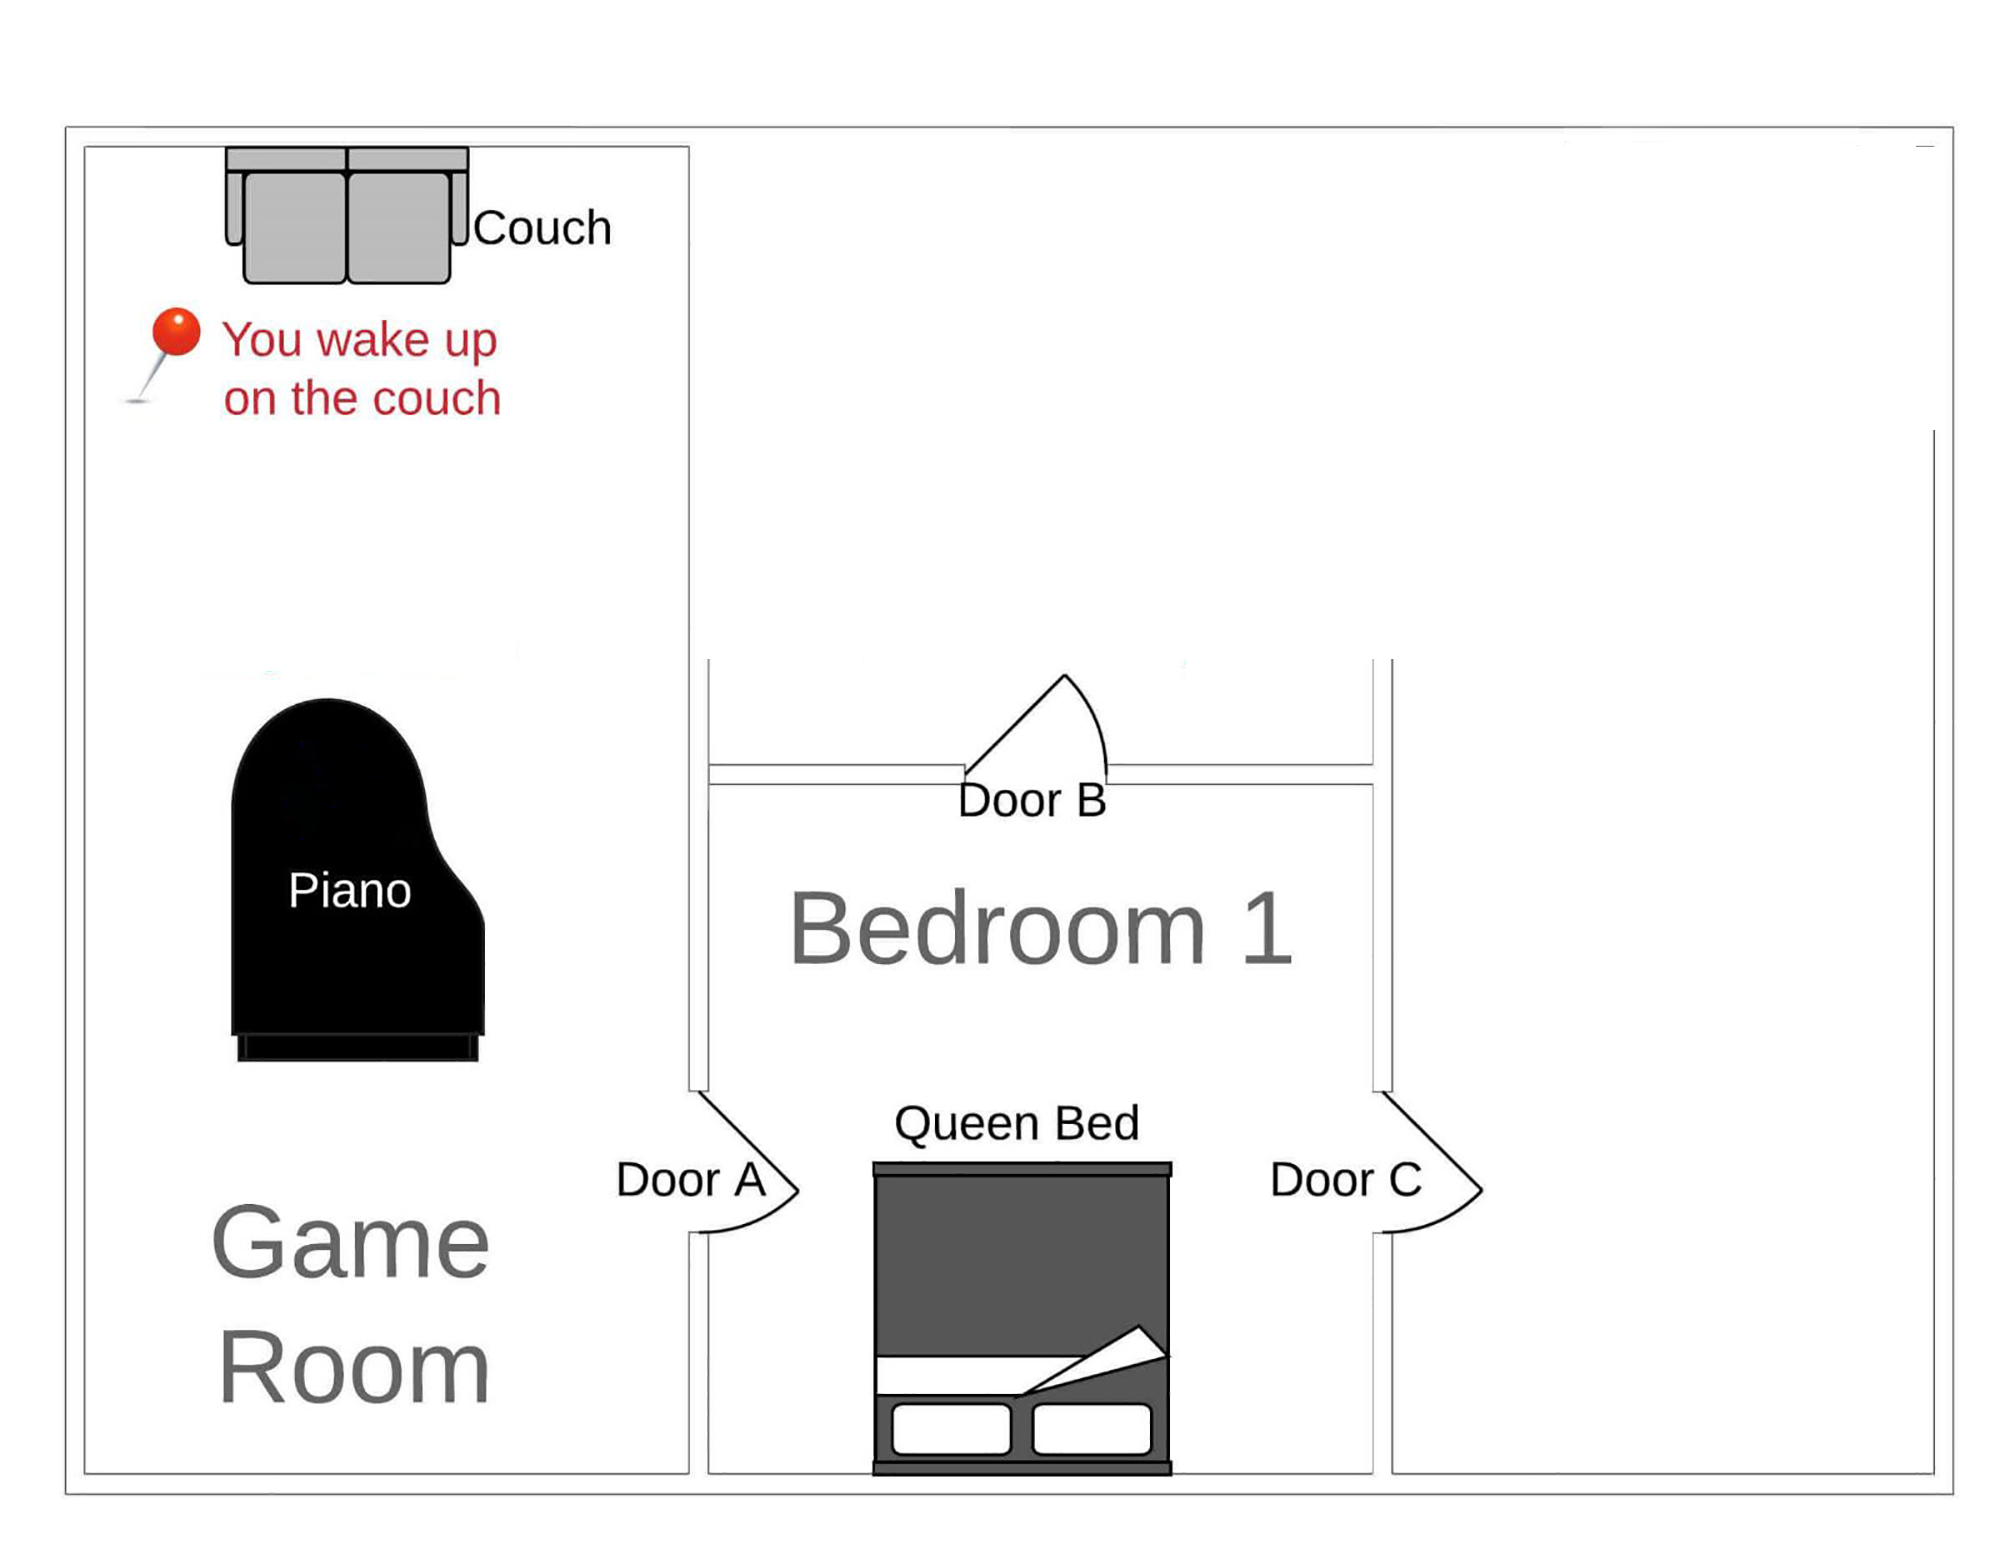 Couch
You wake up
on the couch
Door B
Piano
Bedroom 1
Queen Bed
Door A
Door C
Game
Room